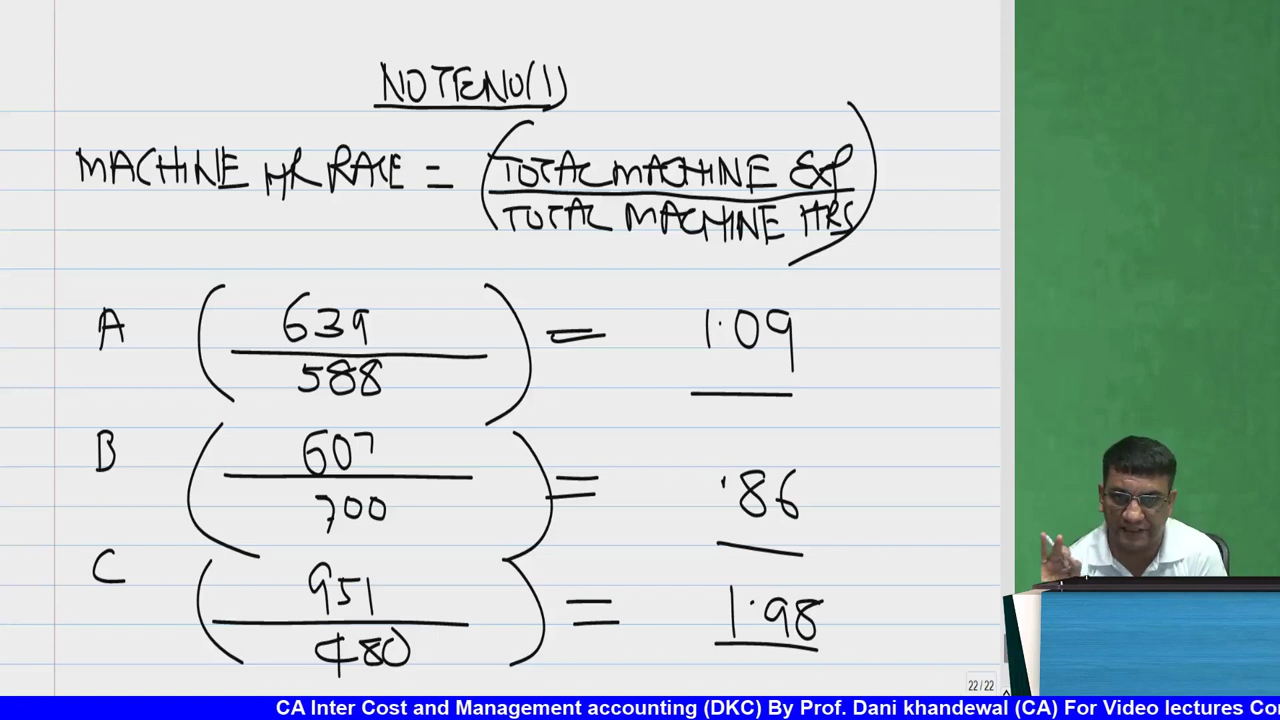 NOTENO(1)
MACHINE HR RATE = (TOTAL MACHINE EXP
TOTAL MACHINE HRS)
A (639
588) = 1.09
B (607
700) = .86
C (951
480) = 1.98
22/22
CA Inter Cost and Management accounting (DKC) By Prof. Dani khandewal (CA) For Video lectures Co